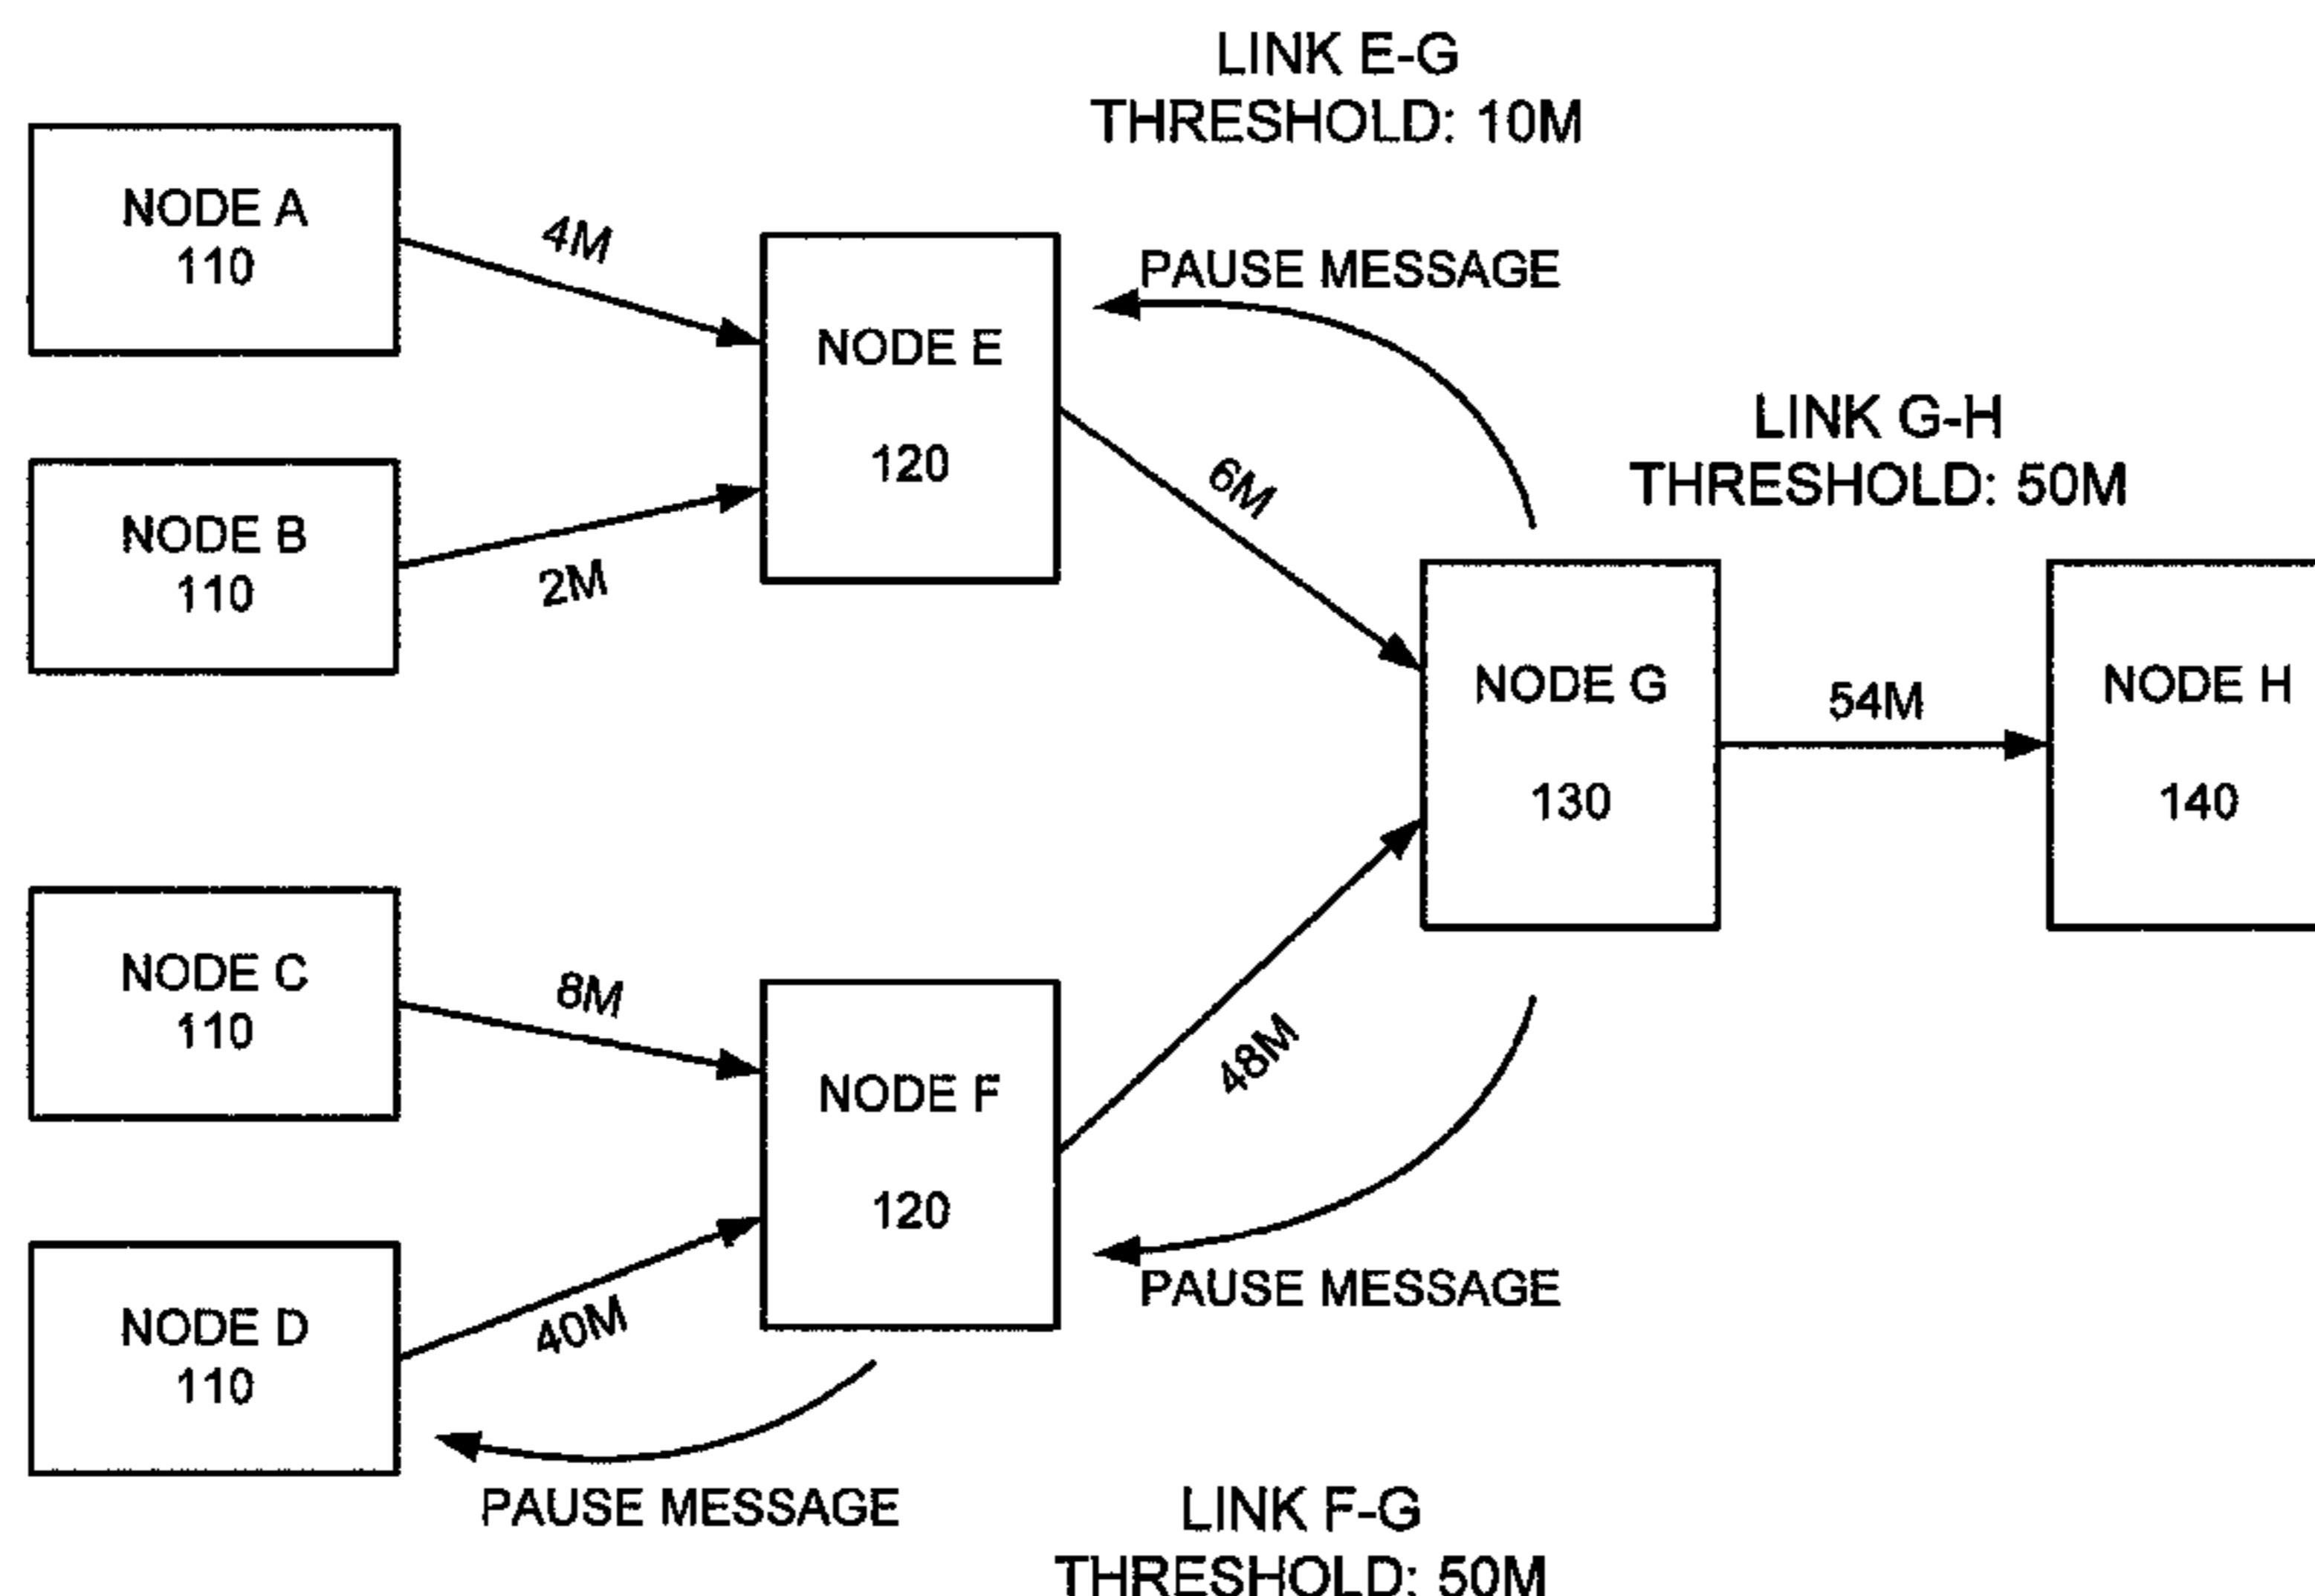 LINK E-G
THRESHOLD: 10M
NODE A
110
4M
PAUSE MESSAGE
NODE E
120
LINK G-H
THRESHOLD: 50M
NODE B
110
2M
6M
NODE G
130
54M
NODE H
140
NODE C
110
8M
NODE F
120
48M
NODE D
110
40M
PAUSE MESSAGE
PAUSE MESSAGE
LINK F-G
THRESHOLD: 50M